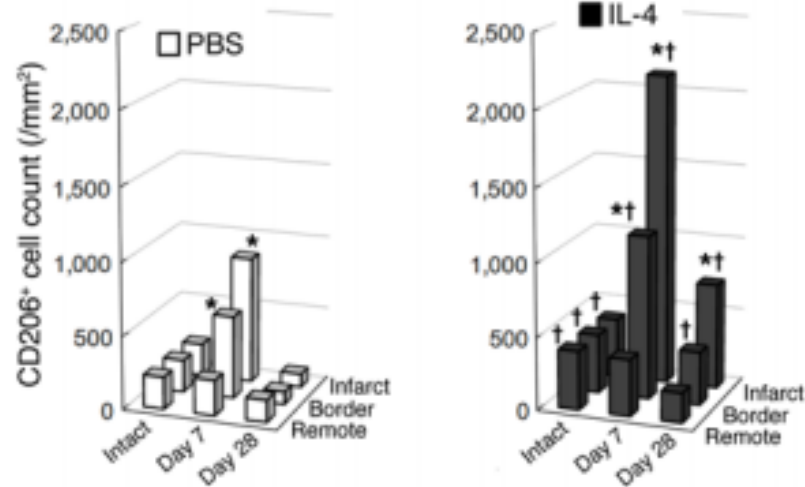 PBS
CD206+ cell count (/mm²)
2,500
2,000
1,500
1,000
500
0
*
*
Intact
Day 7
Day 28
Infarct
Border
Remote
IL-4
2,500
2,000
1,500
1,000
500
0
*†
*†
*†
†
†
†
†
Intact
Day 7
Day 28
Infarct
Border
Remote